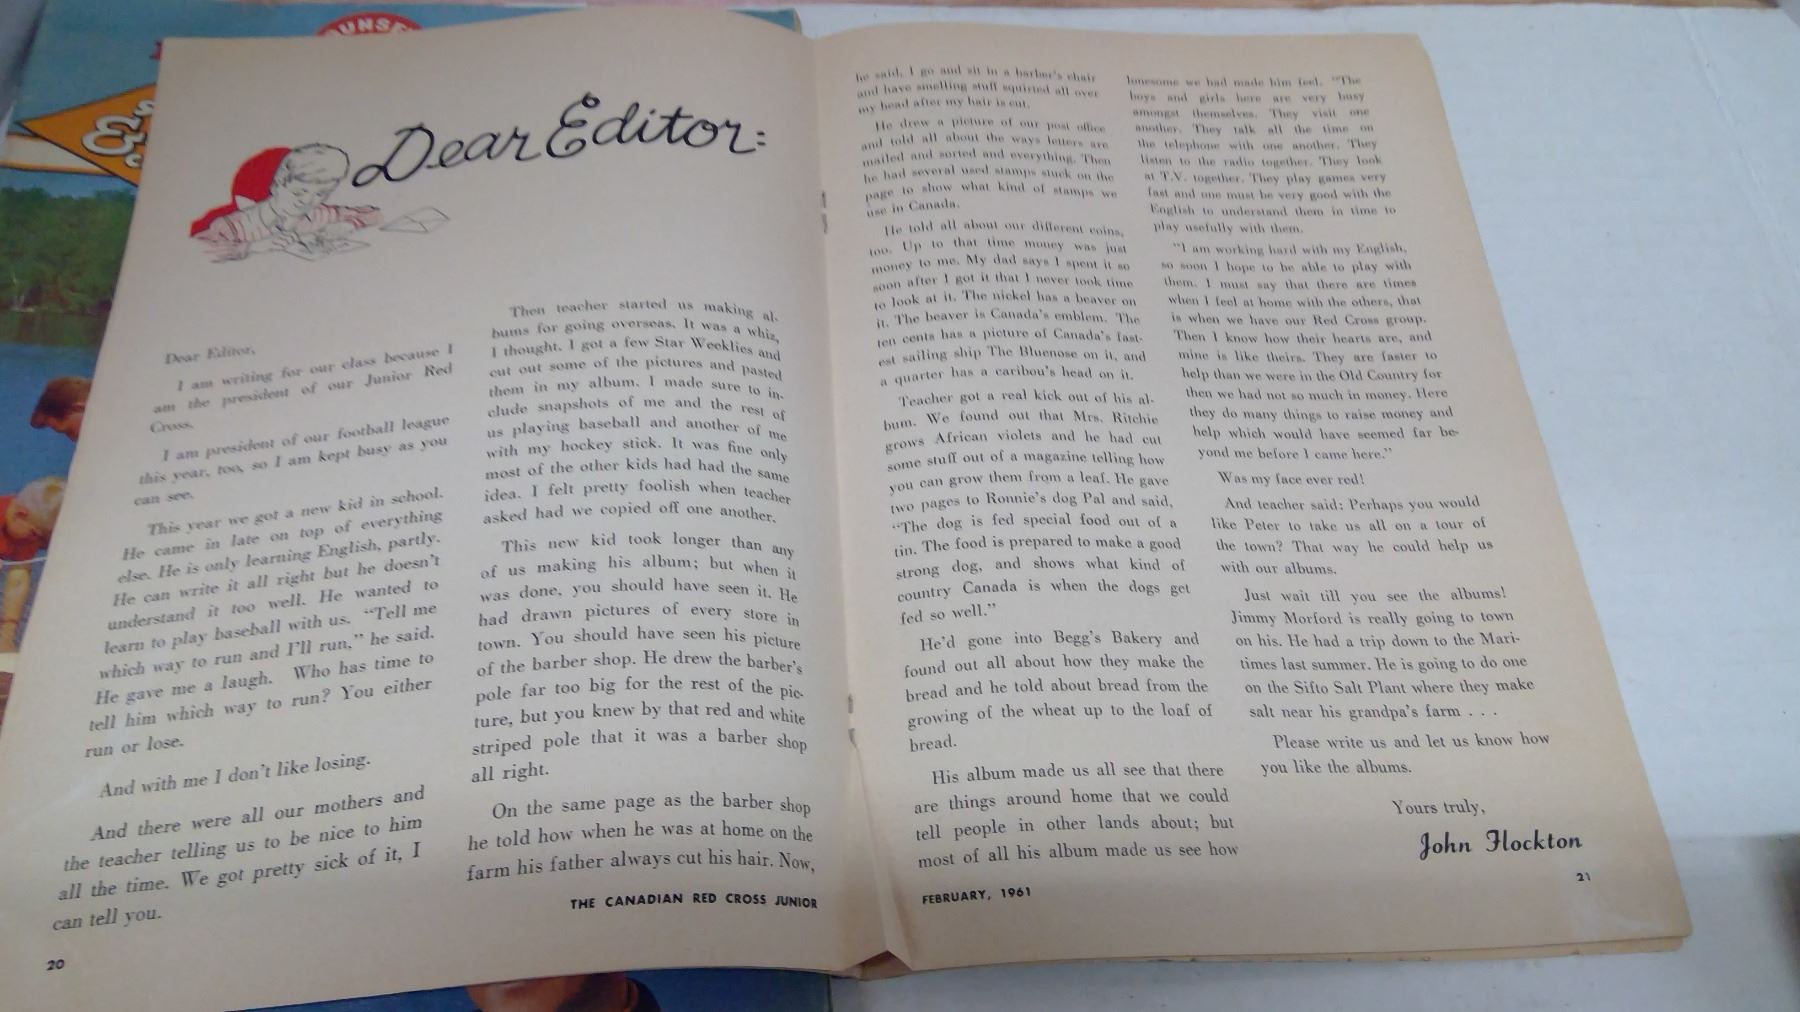 UNSE
S
&
Dear Editor:
Dear Editor,
I am writing for our class because I
am the president of our Junior Red
Cross.
I am president of our football league
this year, too, so I am kept busy as you
can see.
This year we got a new kid in school.
He came in late on top of everything
else. He is only learning English, partly.
He can write it all right but he doesn't
understand it too well. He wanted to
learn to play baseball with us. "Tell me
which way to run and I'll run," he said.
He gave me a laugh. Who has time to
tell him which way to run? You either
run or lose.
And with me I don't like losing.
And there were all our mothers and
the teacher telling us to be nice to him
all the time. We got pretty sick of it, I
can tell you.
20
Then teacher started us making al-
bums for going overseas. It was a whiz,
I thought. I got a few Star Weeklies and
cut out some of the pictures and pasted
them in my album. I made sure to in-
clude snapshots of me and the rest of
us playing baseball and another of me
with my hockey stick. It was fine only
most of the other kids had had the same
idea. I felt pretty foolish when teacher
asked had we copied off one another.
This new kid took longer than any
of us making his album; but when it
was done, you should have seen it. He
had drawn pictures of every store in
town. You should have seen his picture
of the barber shop. He drew the barber's
pole far too big for the rest of the pic-
ture, but you knew by that red and white
striped pole that it was a barber shop
all right.
On the same page as the barber shop
he told how when he was at home on the
farm his father always cut his hair. Now,
THE CANADIAN RED CROSS JUNIOR
he said, I go and sit in a barber's chair
and have smelling stuff squirted all over
my head after my hair is cut.
He drew a picture of our post office
and told all about the ways letters are
mailed and sorted and everything. Then
he had several used stamps stuck on the
page to show what kind of stamps we
use in Canada.
He told all about our different coins,
too. Up to that time money was just
money to me. My dad says I spent it so
soon after I got it that I never took time
to look at it. The nickel has a beaver on
it. The beaver is Canada's emblem. The
ten cents has a picture of Canada's fast-
est sailing ship The Bluenose on it, and
a quarter has a caribou's head on it.
Teacher got a real kick out of his al-
bum. We found out that Mrs. Ritchie
grows African violets and he had cut
some stuff out of a magazine telling how
you can grow them from a leaf. He gave
two pages to Ronnie's dog Pal and said,
"The dog is fed special food out of a
tin. The food is prepared to make a good
strong dog, and shows what kind of
country Canada is when the dogs get
fed so well."
He'd gone into Begg's Bakery and
found out all about how they make the
bread and he told about bread from the
growing of the wheat up to the loaf of
bread.
His album made us all see that there
are things around home that we could
tell people in other lands about; but
most of all his album made us see how
FEBRUARY, 1961
lonesome we had made him feel. "The
boys and girls here are very busy
amongst themselves. They visit one
another. They talk all the time on
the telephone with one another. They
listen to the radio together. They look
at T.V. together. They play games very
fast and one must be very good with the
English to understand them in time to
play usefully with them.
"I am working hard with my English,
so soon I hope to be able to play with
them. I must say that there are times
when I feel at home with the others, that
is when we have our Red Cross group.
Then I know how their hearts are, and
mine is like theirs. They are faster to
help than we were in the Old Country for
then we had not so much in money. Here
they do many things to raise money and
help which would have seemed far be-
yond me before I came here."
Was my face ever red!
And teacher said: Perhaps you would
like Peter to take us all on a tour of
the town? That way he could help us
with our albums.
Just wait till you see the albums!
Jimmy Morford is really going to town
on his. He had a trip down to the Mari-
times last summer. He is going to do one
on the Sifto Salt Plant where they make
salt near his grandpa's farm . . .
Please write us and let us know how
you like the albums.
Yours truly,
John Flockton
21